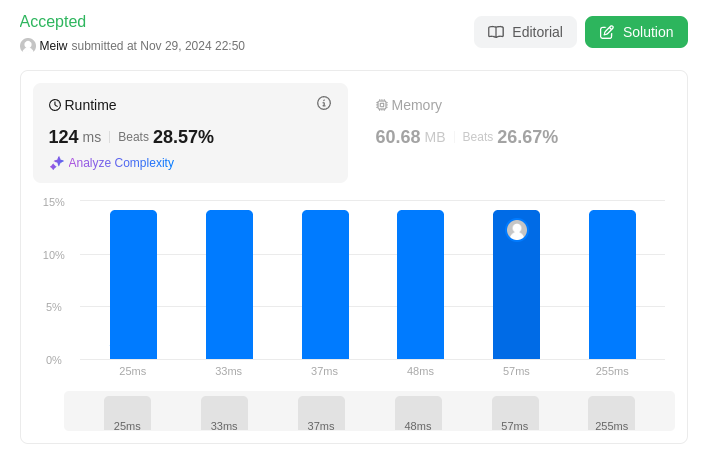 Accepted
Meiw submitted at Nov 29, 2024 22:50
Editorial
Solution
Runtime
124 ms Beats 28.57%
Analyze Complexity
Memory
60.68 MB Beats 26.67%
15%
10%
5%
0%
25ms 33ms 37ms 48ms 57ms 255ms
25ms 33ms 37ms 48ms 57ms 255ms